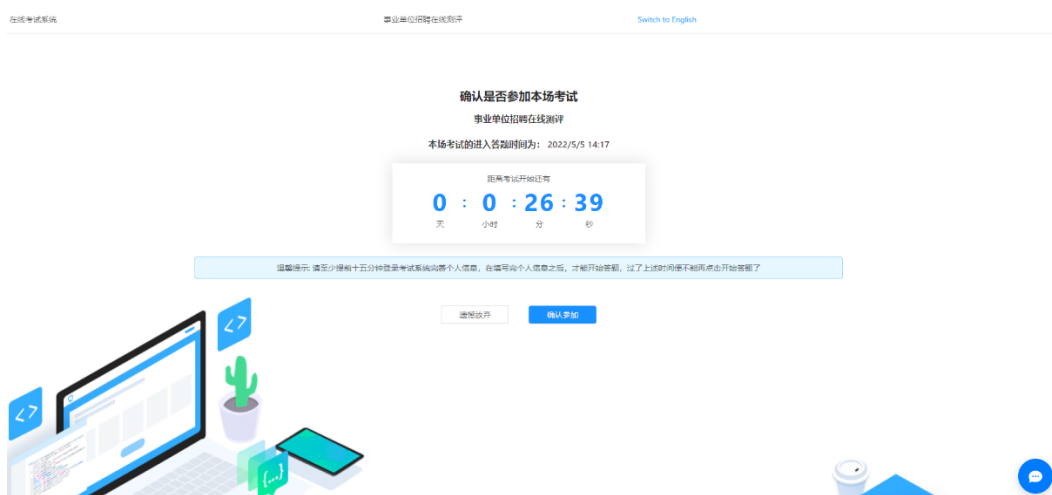 在线考试系统
事业单位招聘在线测评
Switch to English
确认是否参加本场考试
事业单位招聘在线测评
本场考试的进入答题时间为： 2022/5/5 14:17
距离考试开始还有
0 : 0 : 26 : 39
天 小时 分 秒
温馨提示: 请至少提前十五分钟登录考试系统完善个人信息，在填写完个人信息之后，才能开始答题，过了上述时间便不能再点击开始答题了
遗憾放弃
确认参加